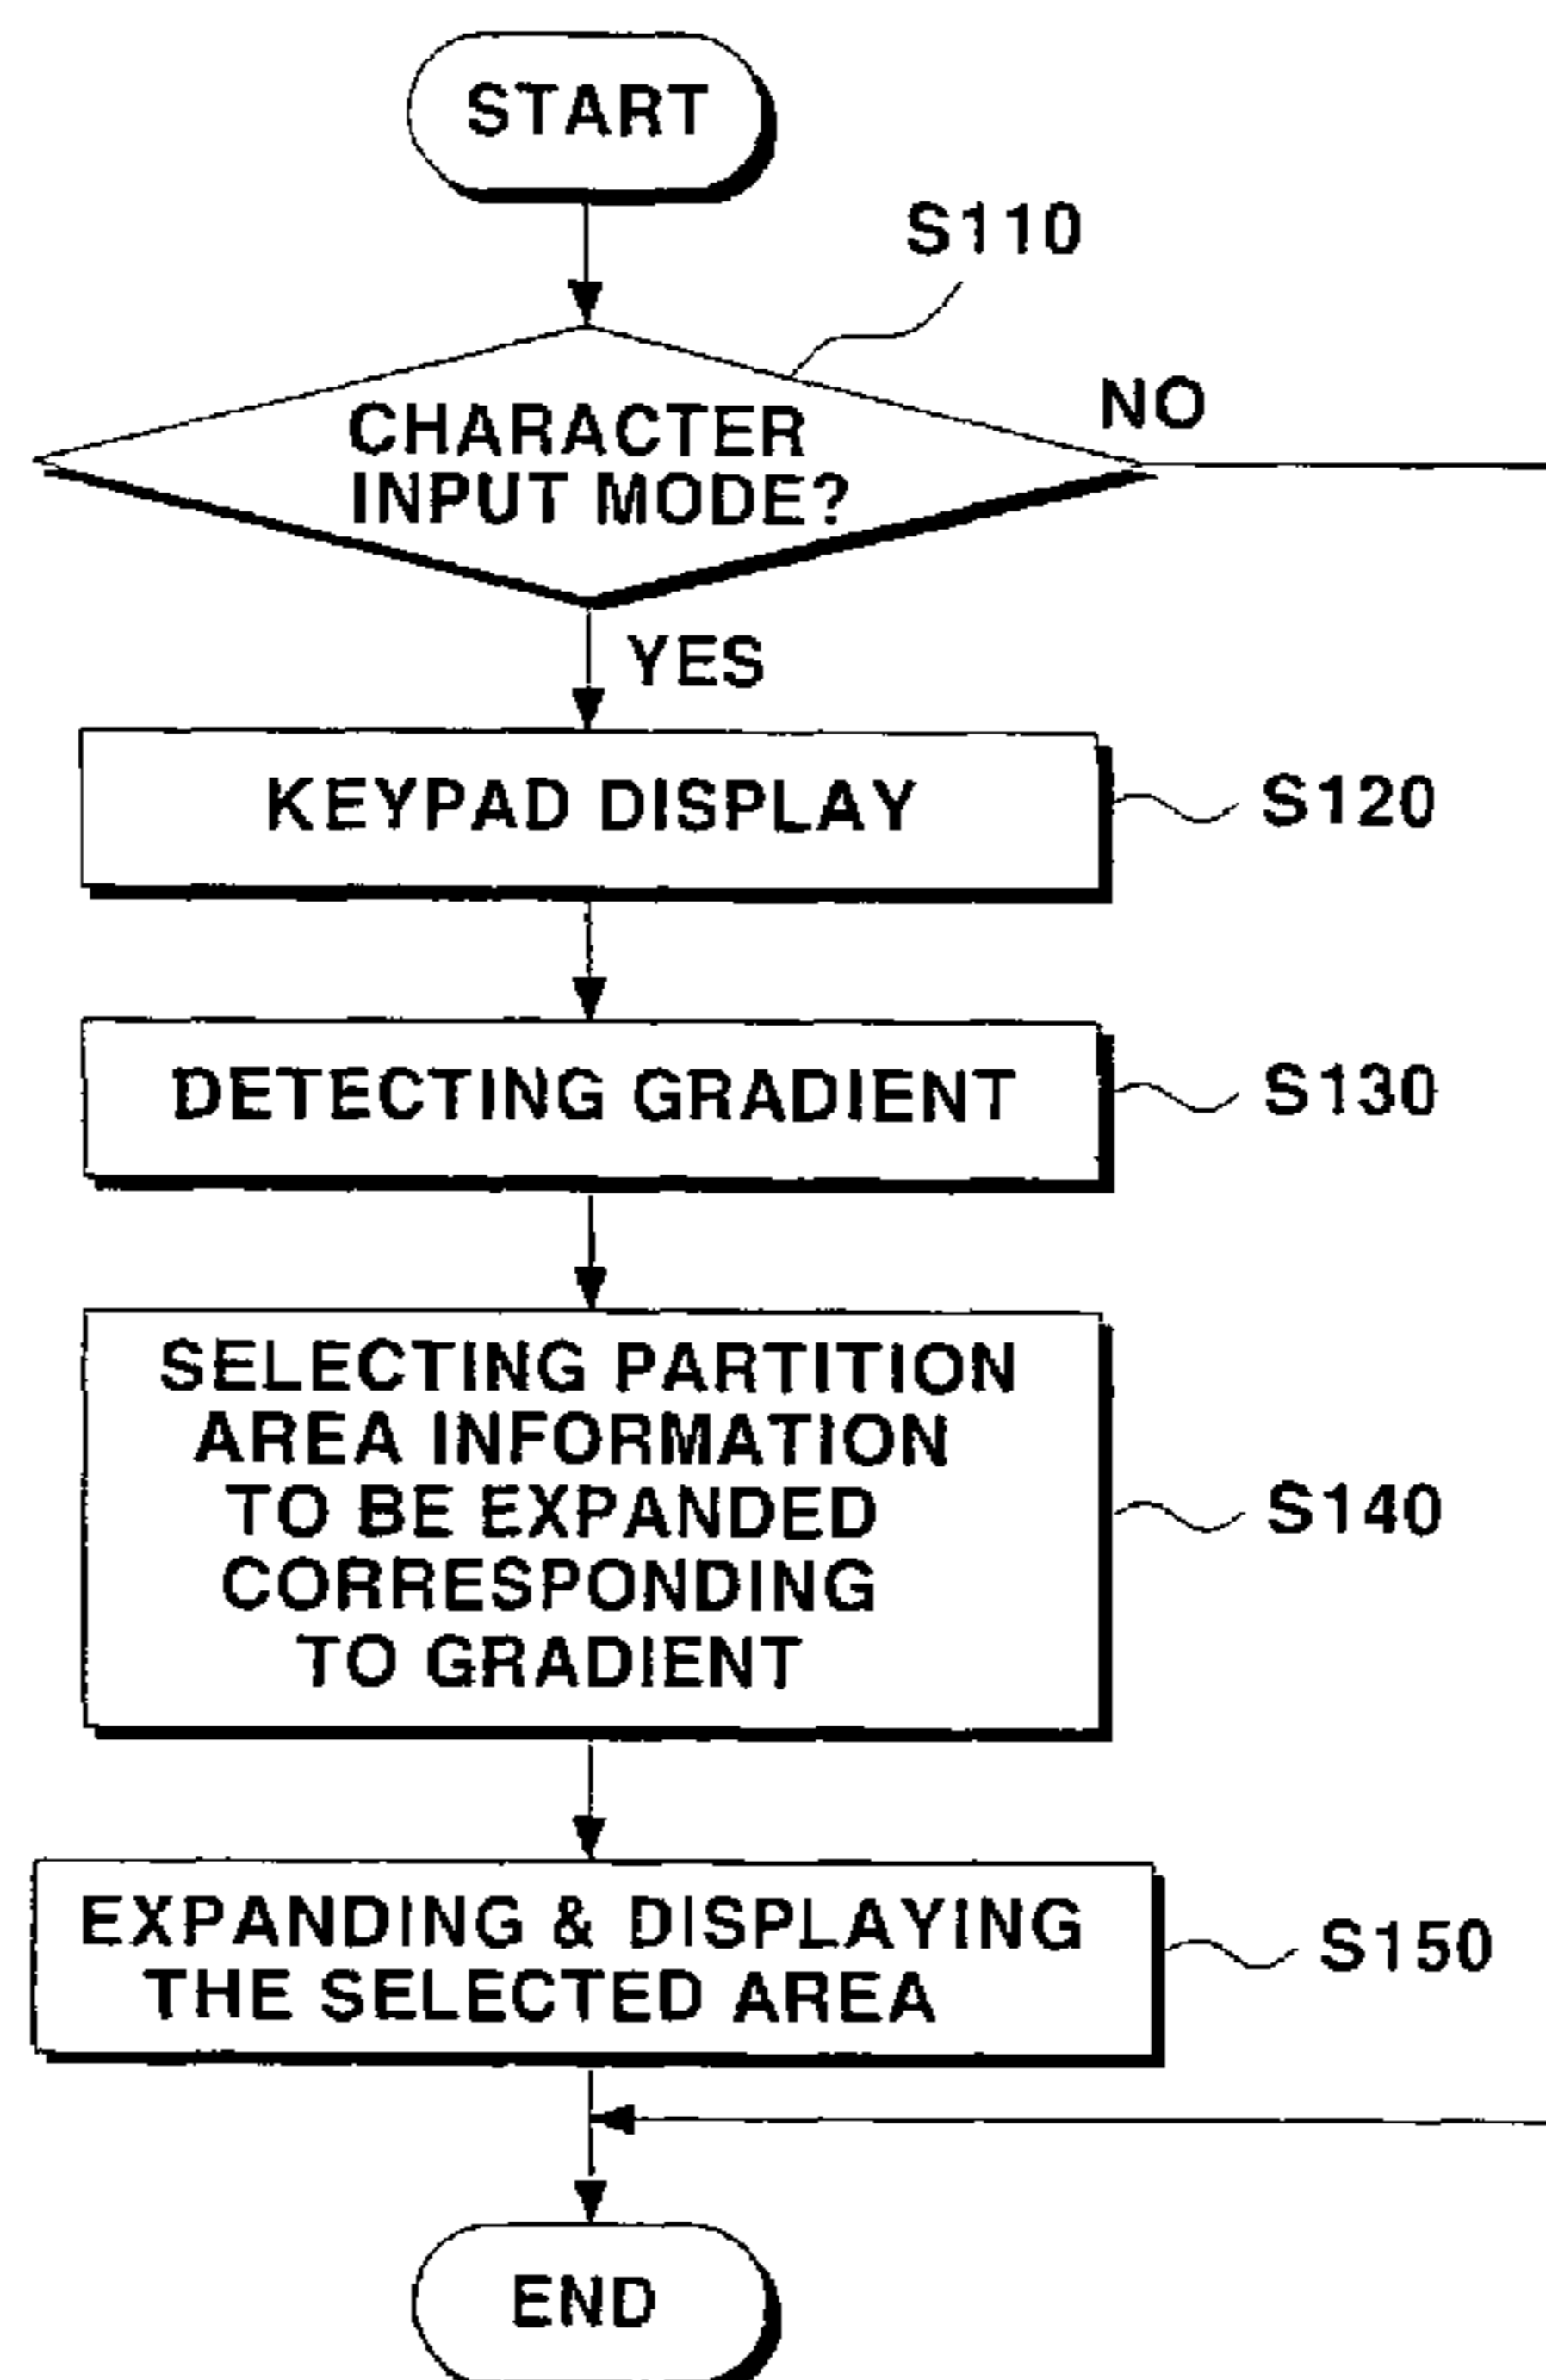 START
S110
CHARACTER
INPUT MODE?
NO
YES
KEYPAD DISPLAY
S120
DETECTING GRADIENT
S130
SELECTING PARTITION
AREA INFORMATION
TO BE EXPANDED
CORRESPONDING
TO GRADIENT
S140
EXPANDING & DISPLAYING
THE SELECTED AREA
S150
END